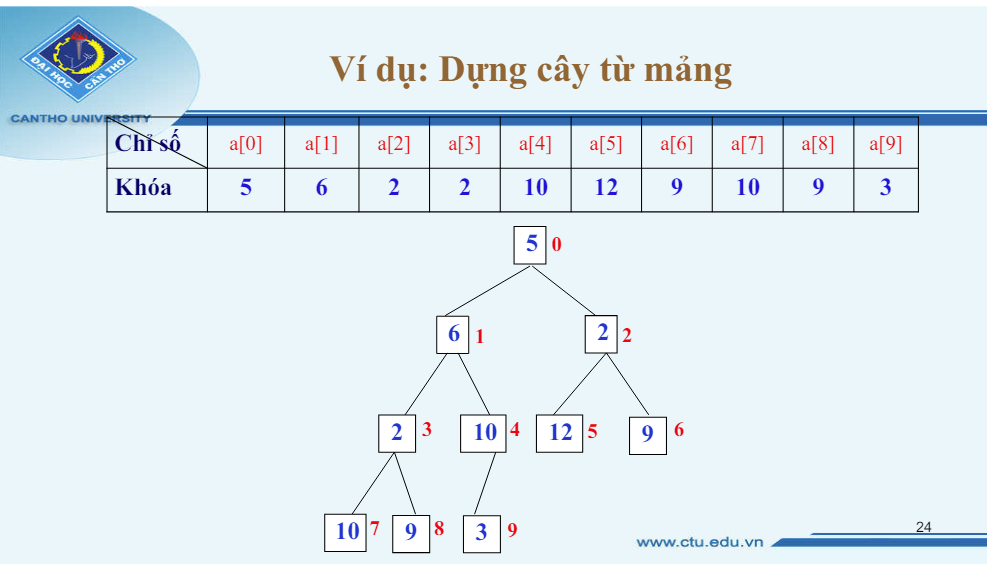 ĐẠI HỌC CẦN THƠ
CANTHO UNIVERSITY
Ví dụ: Dựng cây từ mảng
Chỉ số a[0] a[1] a[2] a[3] a[4] a[5] a[6] a[7] a[8] a[9]
Khóa 5 6 2 2 10 12 9 10 9 3
5 0
6 1 2 2
2 3 10 4 12 5 9 6
10 7 9 8 3 9
24
www.ctu.edu.vn